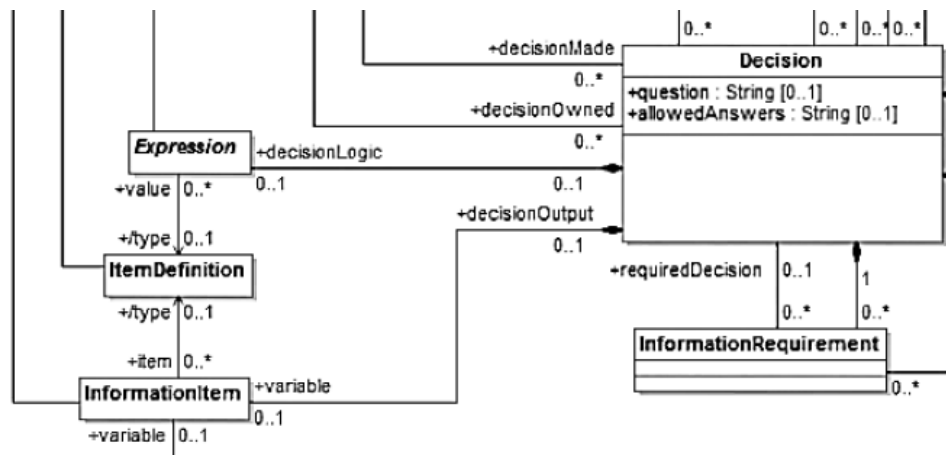 0..* 0..* 0..* 0..*
+decisionMade
0..*
Decision
+question : String [0..1]
+allowedAnswers : String [0..1]
+decisionOwned
0..*
Expression
+decisionLogic
0..1 0..1
+value 0..*
+decisionOutput
0..1
+/type 0..1
ItemDefinition
+requiredDecision 0..1 1
+/type 0..1
0..* 0..*
InformationRequirement
+item 0..*
InformationItem
+variable
0..1
0..*
+variable 0..1